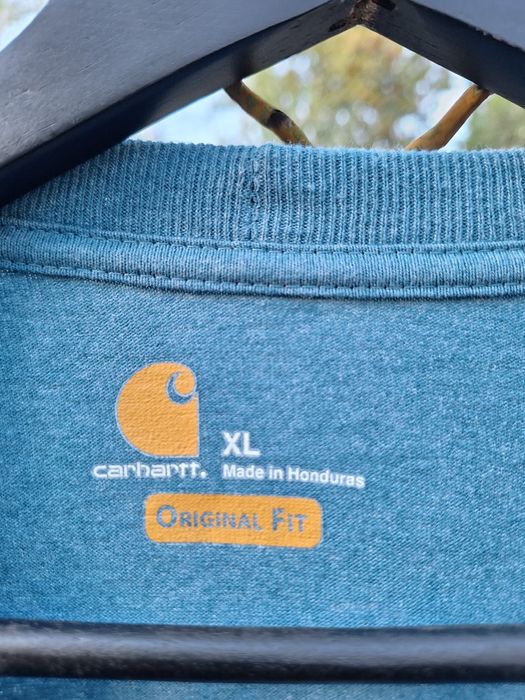 XL
carhartt.
Made in Honduras
ORIGINAL FIT